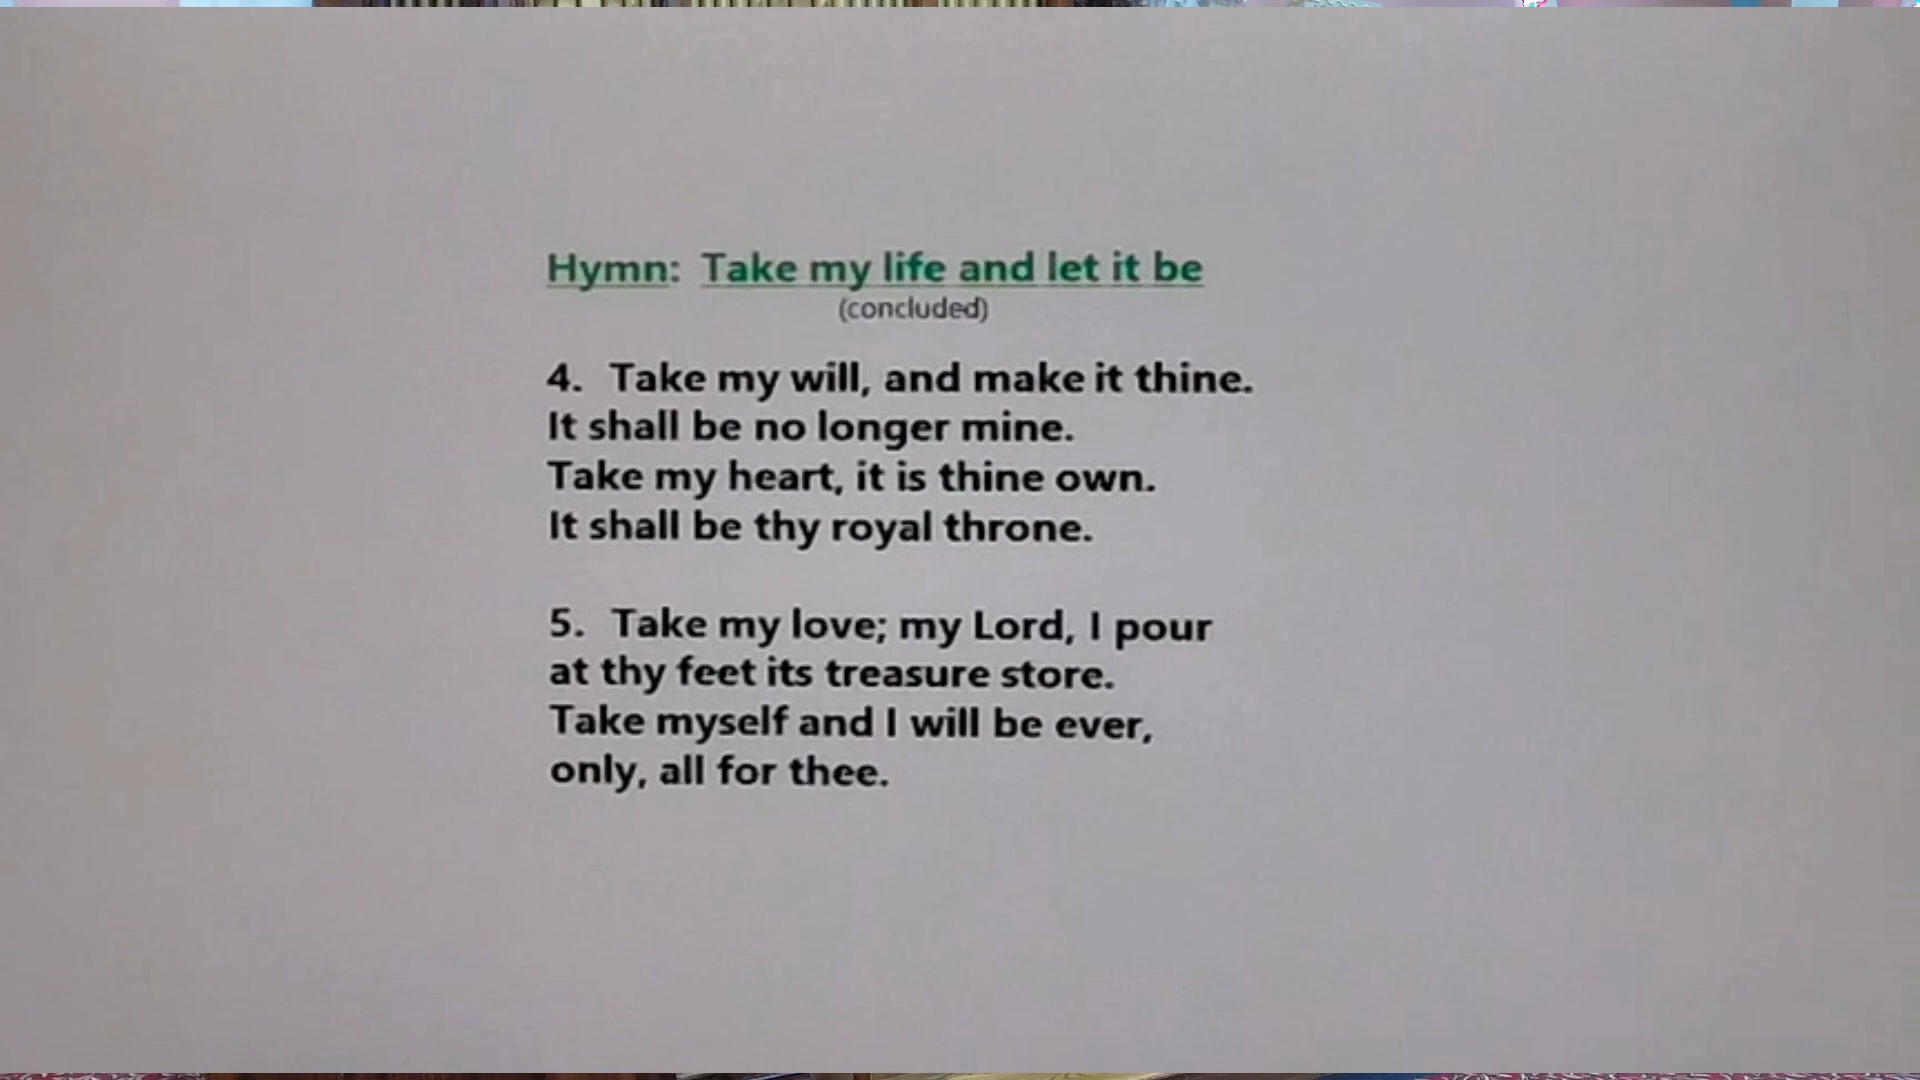 Hymn: Take my life and let it be
(concluded)
4. Take my will, and make it thine.
It shall be no longer mine.
Take my heart, it is thine own.
It shall be thy royal throne.
5. Take my love; my Lord, I pour
at thy feet its treasure store.
Take myself and I will be ever,
only, all for thee.